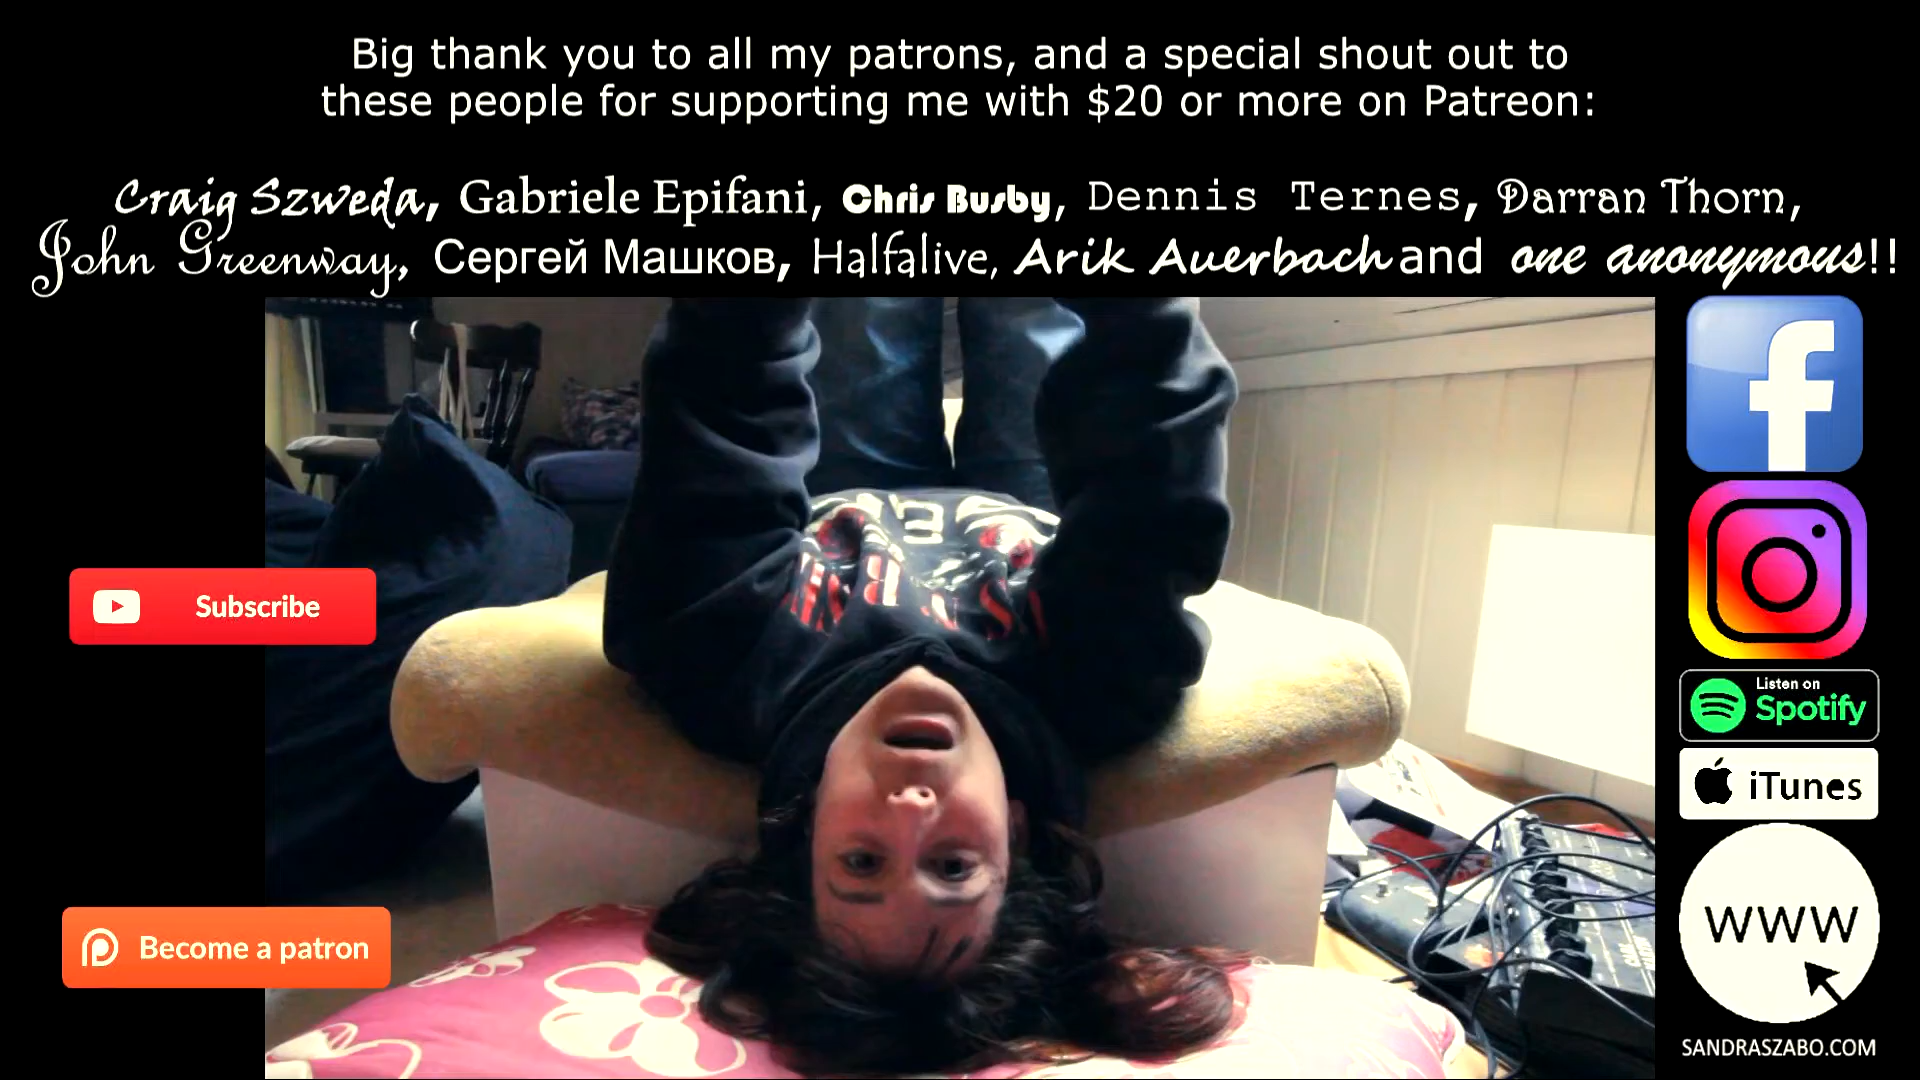 Big thank you to all my patrons, and a special shout out to
these people for supporting me with $20 or more on Patreon:
Craig Szweda, Gabriele Epifani, Chris Busby, Dennis Ternes, Darran Thorn,
John Greenway, Сергей Машков, Halfalive, Arik Auerbach and one anonymous!!
Subscribe
Become a patron
Listen on
Spotify
iTunes
WWW
SANDRASZABO.COM